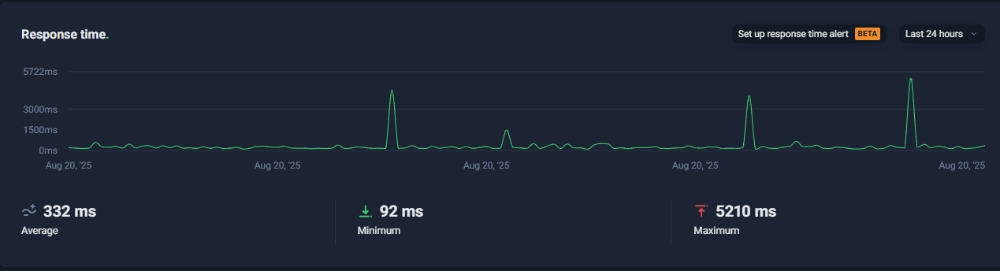 Response time.
Set up response time alert BETA
Last 24 hours
5722ms
3000ms
1500ms
0ms
Aug 20, '25 Aug 20, '25 Aug 20, '25 Aug 20, '25 Aug 20, '25
332 ms
Average
92 ms
Minimum
5210 ms
Maximum